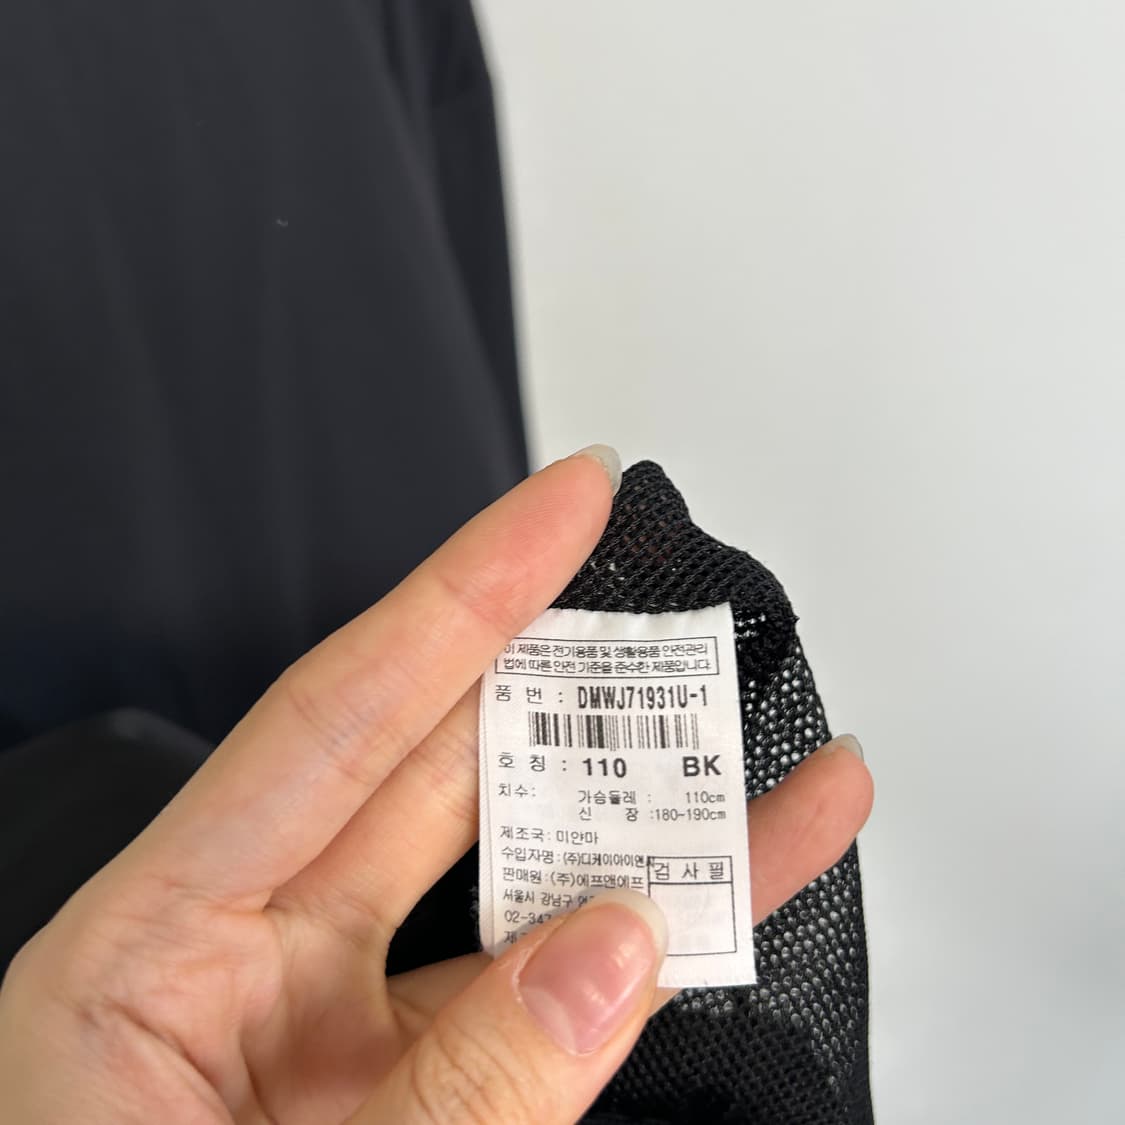 이 제품은 전기용품 및 생활용품 안전관리
법에 따른 안전 기준을 준수한 제품입니다.
품 번 : DMWJ71931U-1
호 칭 : 110 BK
치수: 가슴둘레 : 110cm
신 장 :180~190cm
제조국: 미얀마
수입자명 : (주)디케이아이앤씨
판매원 : (주)에프앤에프
검 사 필
서울시 강남구 언
02-347